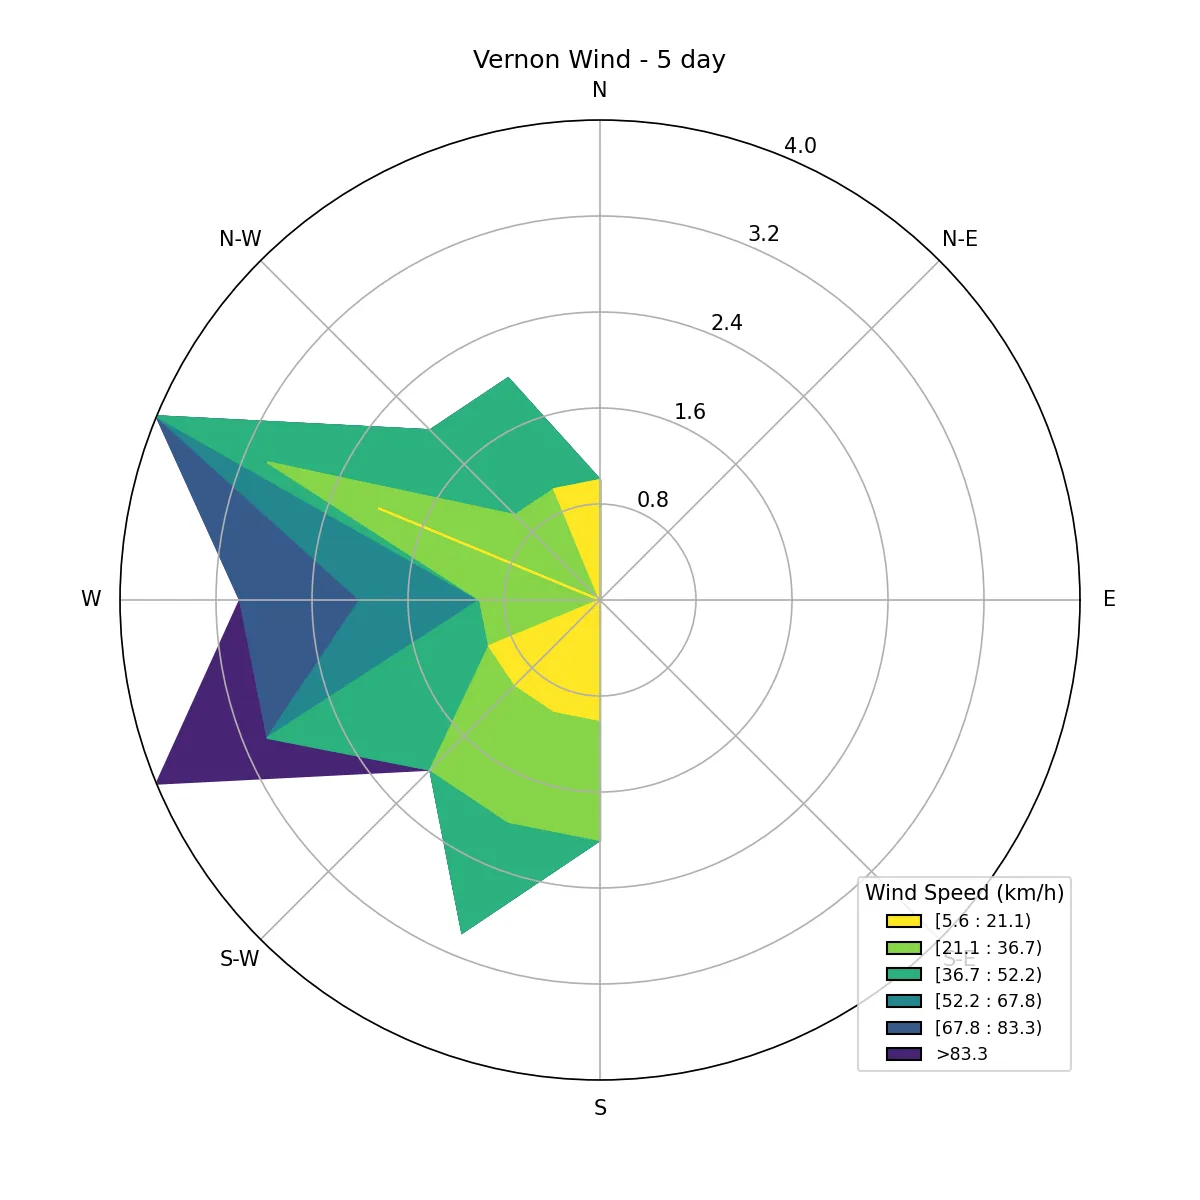 Vernon Wind - 5 day
N
4.0
N-W
3.2
N-E
2.4
1.6
0.8
W
E
Wind Speed (km/h)
[5.6 : 21.1)
[21.1 : 36.7)
S-W
S-E
[36.7 : 52.2)
[52.2 : 67.8)
[67.8 : 83.3)
>83.3
S